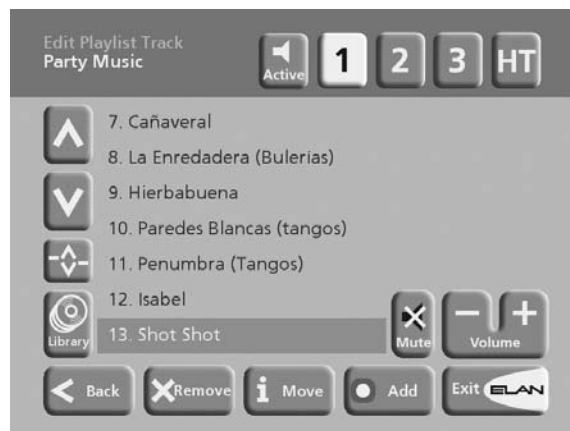 Edit Playlist Track
Party Music
Active
1
2
3
HT
7. Cañaveral
8. La Enredadera (Bulerias)
9. Hierbabuena
10. Paredes Blancas (tangos)
11. Penumbra (Tangos)
12. Isabel
13. Shot Shot
Library
Mute
Volume
Back
Remove
Move
Add
Exit ELAN